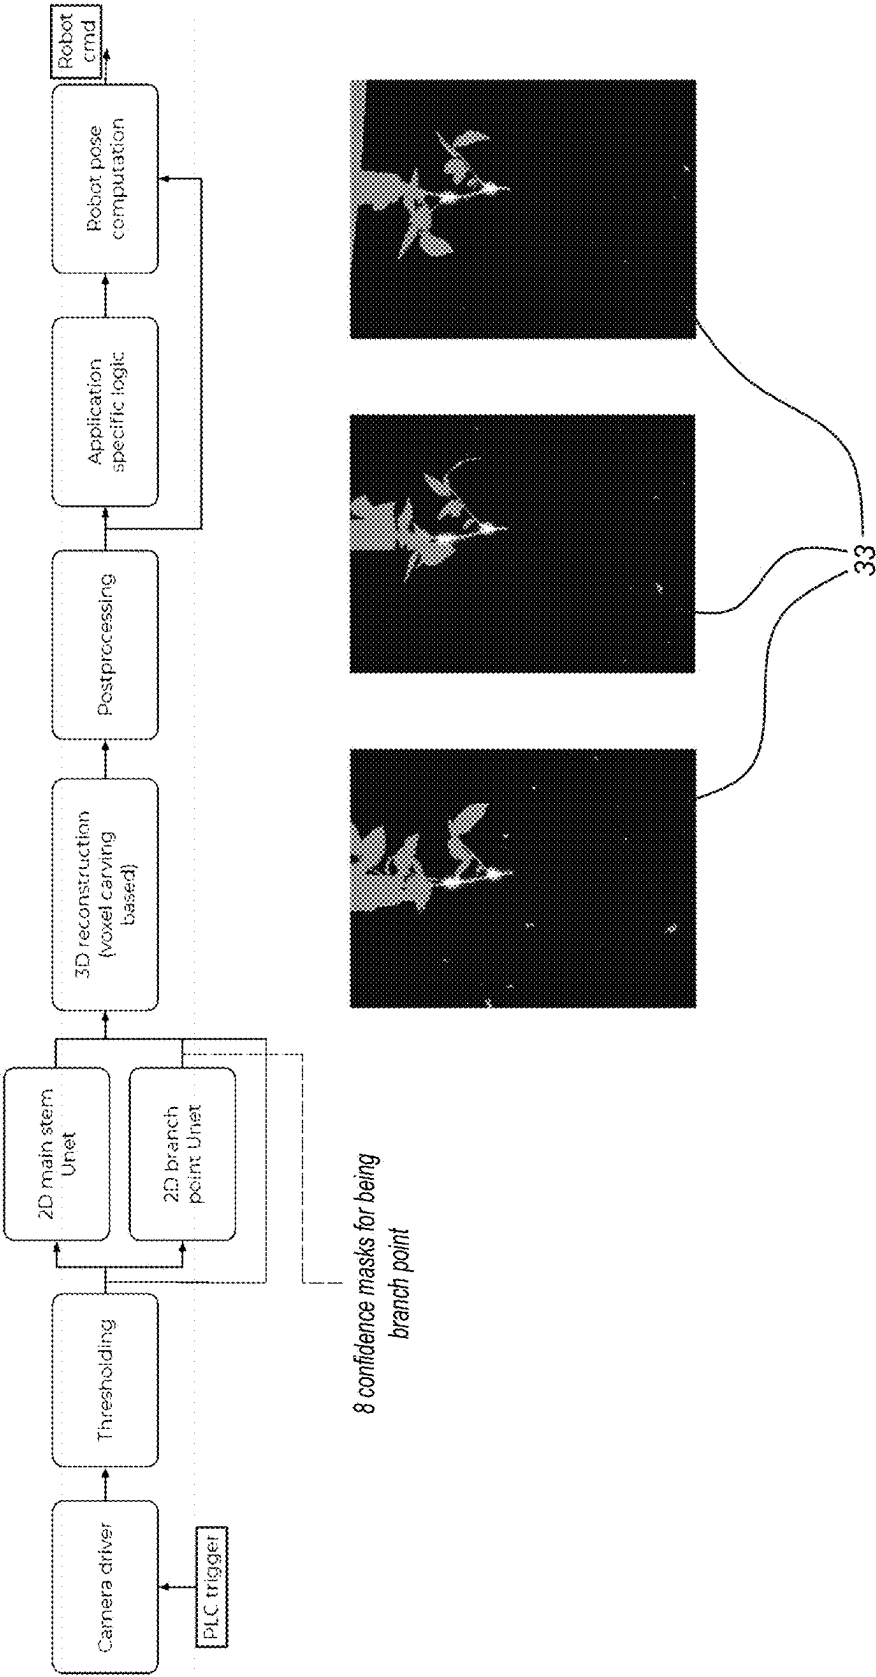 Camera driver
PLC trigger
Thresholding
2D main stem
Unet
2D branch
point Unet
8 confidence masks for being
branch point
3D reconstruction
(voxel carving
based)
Postprocessing
Application
specific logic
Robot pose
computation
Robot
cmd
33